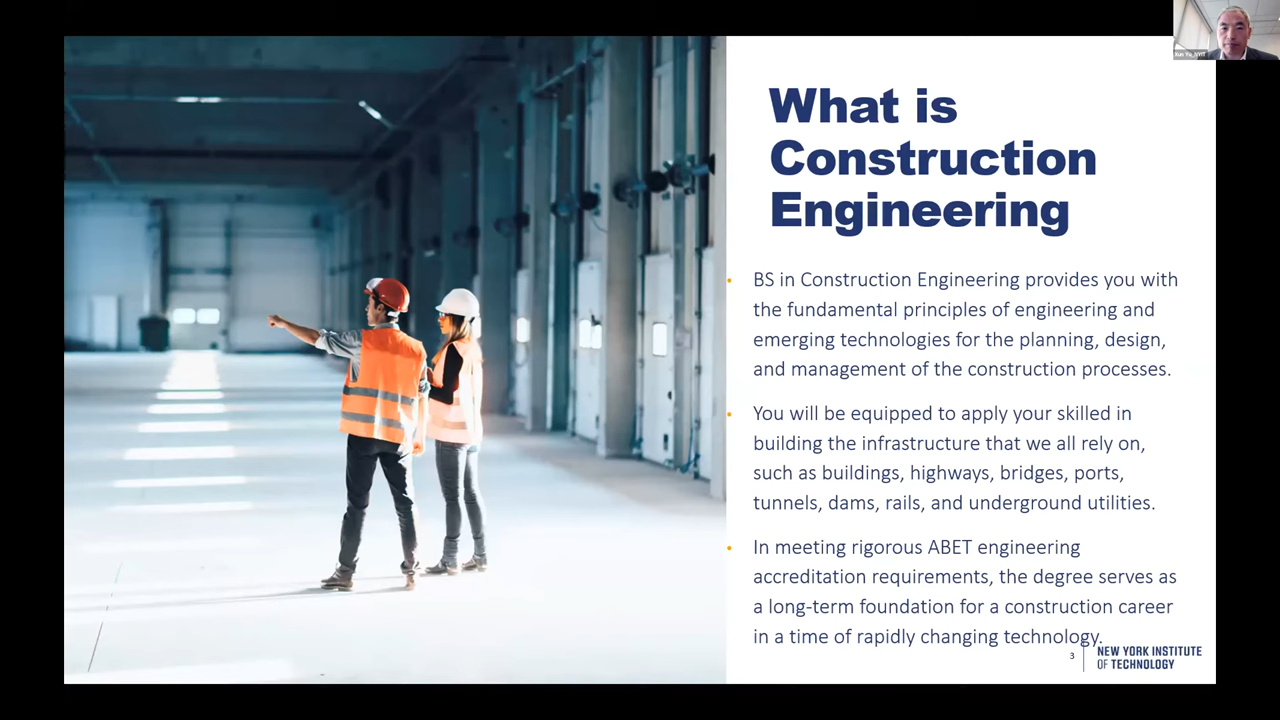 Xun Yu_NYIT
What is
Construction
Engineering
• BS in Construction Engineering provides you with
the fundamental principles of engineering and
emerging technologies for the planning, design,
and management of the construction processes.
• You will be equipped to apply your skilled in
building the infrastructure that we all rely on,
such as buildings, highways, bridges, ports,
tunnels, dams, rails, and underground utilities.
• In meeting rigorous ABET engineering
accreditation requirements, the degree serves as
a long-term foundation for a construction career
in a time of rapidly changing technology.
3
NEW YORK INSTITUTE
OF TECHNOLOGY